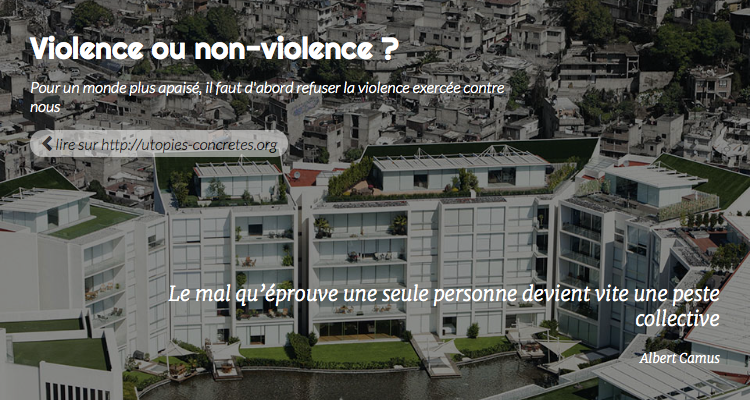 Violence ou non-violence ?
Pour un monde plus apaisé, il faut d'abord refuser la violence exercée contre
nous
lire sur http://utopies-concretes.org
Le mal qu'éprouve une seule personne devient vite une peste
collective
Albert Camus